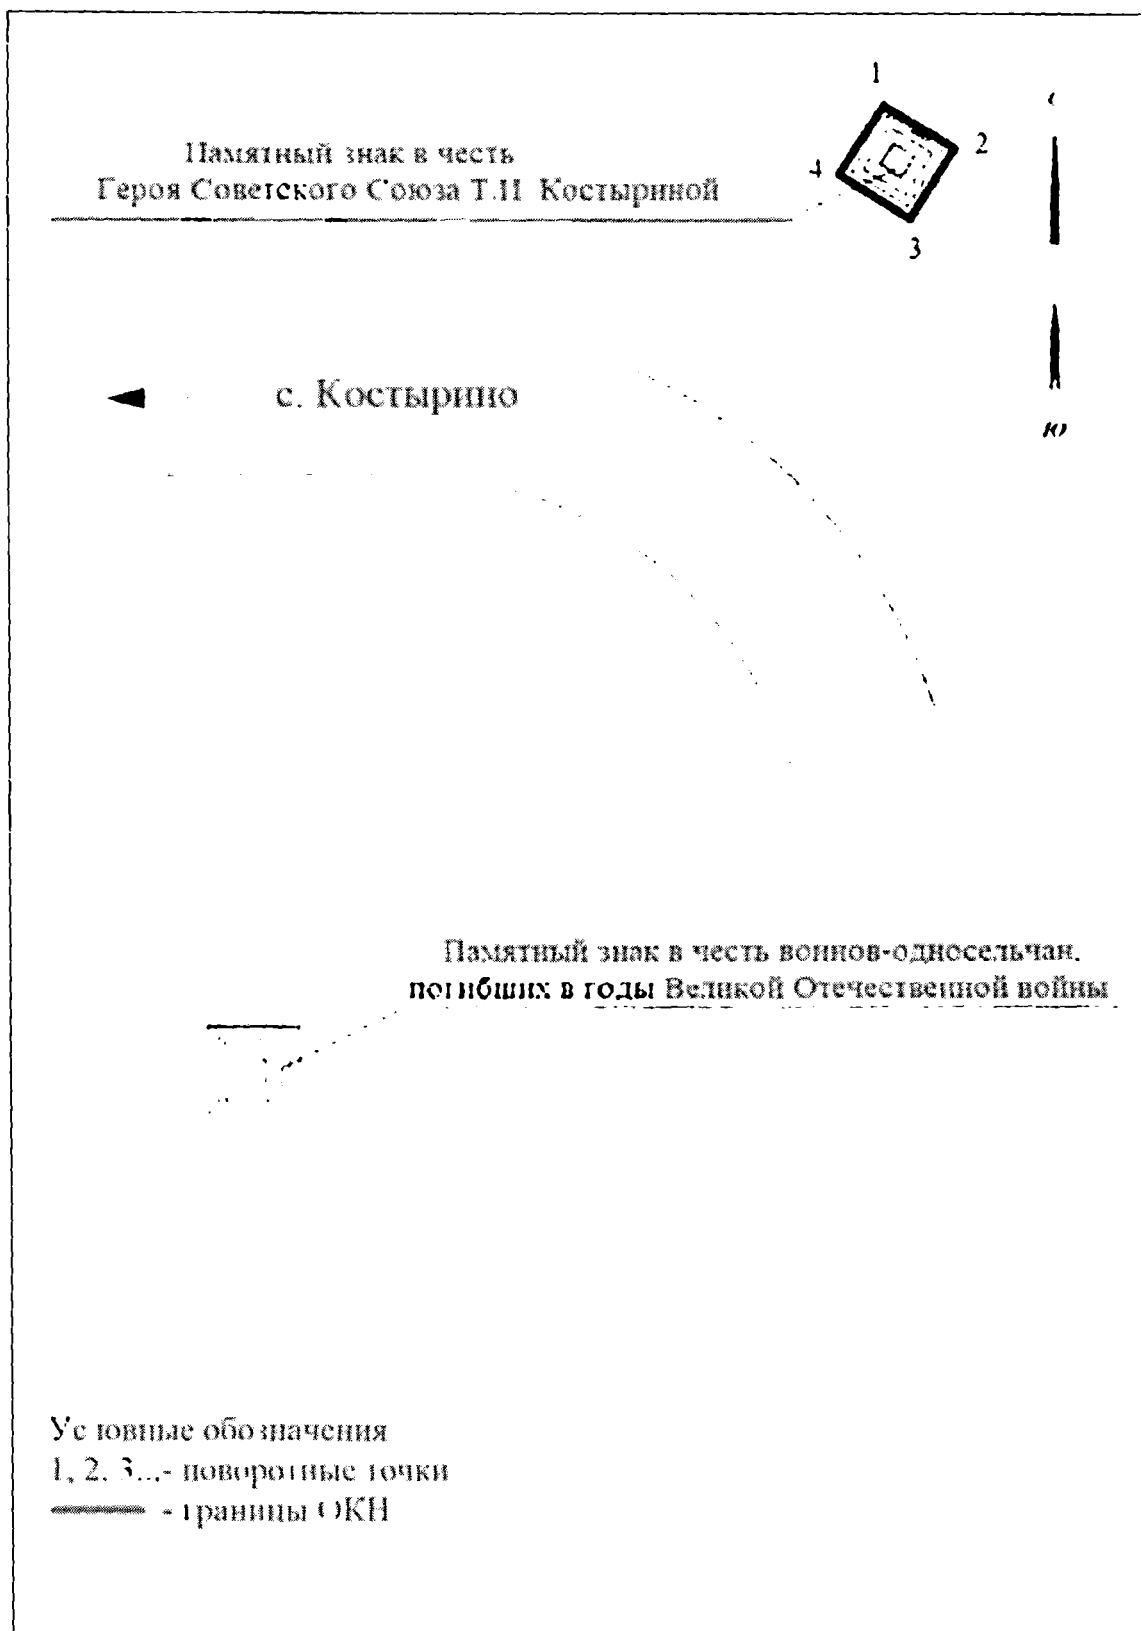 1
с
Памятный знак в честь
2
4
Героя Советского Союза Т.И Костыриной
3
с. Костырино
ю
Памятный знак в честь воинов-односельчан,
погибших в годы Великой Отечественной войны
Условные обозначения
1, 2, 3...- поворотные точки
- границы ОКН